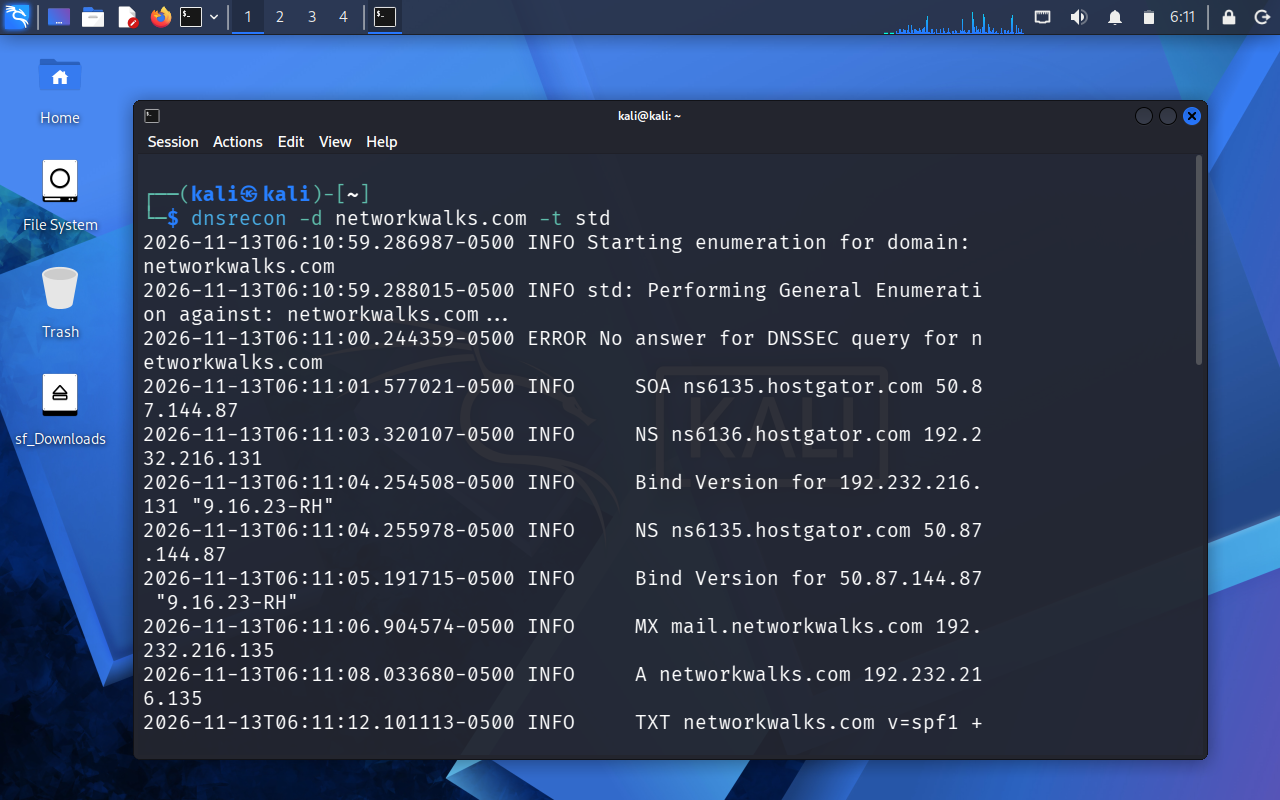 1 2 3 4 6:11
Home
File System
Trash
sf_Downloads
kali@kali: ~
Session Actions Edit View Help
┌──(kali㉿kali)-[~]
└─$ dnsrecon -d networkwalks.com -t std
2026-11-13T06:10:59.286987-0500 INFO Starting enumeration for domain:
networkwalks.com
2026-11-13T06:10:59.288015-0500 INFO std: Performing General Enumerati
on against: networkwalks.com...
2026-11-13T06:11:00.244359-0500 ERROR No answer for DNSSEC query for n
etworkwalks.com
2026-11-13T06:11:01.577021-0500 INFO     SOA ns6135.hostgator.com 50.8
7.144.87
2026-11-13T06:11:03.320107-0500 INFO     NS ns6136.hostgator.com 192.2
32.216.131
2026-11-13T06:11:04.254508-0500 INFO     Bind Version for 192.232.216.
131 "9.16.23-RH"
2026-11-13T06:11:04.255978-0500 INFO     NS ns6135.hostgator.com 50.87
.144.87
2026-11-13T06:11:05.191715-0500 INFO     Bind Version for 50.87.144.87
 "9.16.23-RH"
2026-11-13T06:11:06.904574-0500 INFO     MX mail.networkwalks.com 192.
232.216.135
2026-11-13T06:11:08.033680-0500 INFO     A networkwalks.com 192.232.21
6.135
2026-11-13T06:11:12.101113-0500 INFO     TXT networkwalks.com v=spf1 +
KALI